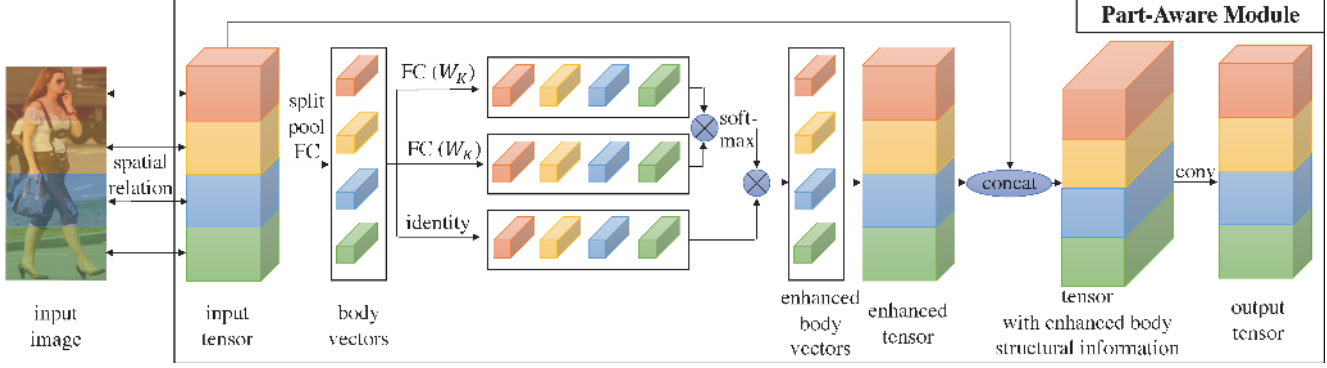 Part-Aware Module
split
pool
FC
FC (W_K)
FC (W_K)
identity
soft-
max
spatial
relation
concat
conv
input
image
input
tensor
body
vectors
enhanced
body
vectors
enhanced
tensor
tensor
with enhanced body
structural information
output
tensor